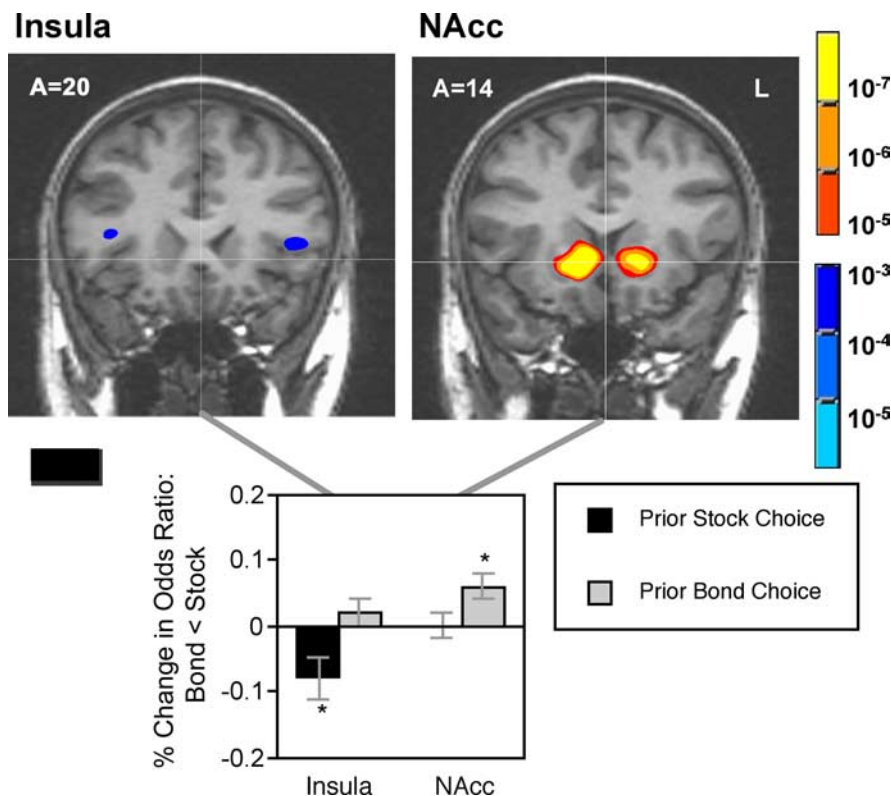 Insula
NAcc
A=20
A=14
L
10-7
10-6
10-5
10-3
10-4
10-5
% Change in Odds Ratio:
Bond < Stock
0.2
0.1
0
-0.1
-0.2
*
*
Insula
NAcc
Prior Stock Choice
Prior Bond Choice